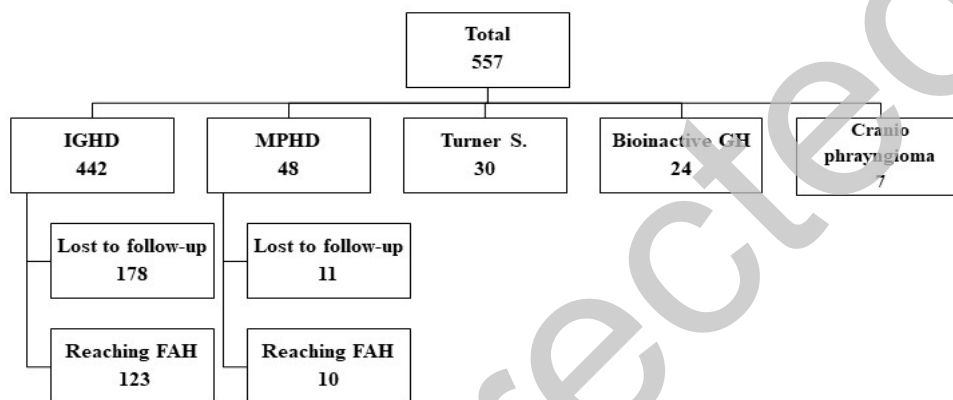 Total
557
IGHD
442
MPHD
48
Turner S.
30
Bioinactive GH
24
Cranio
phrayngioma
7
Lost to follow-up
178
Lost to follow-up
11
Reaching FAH
123
Reaching FAH
10